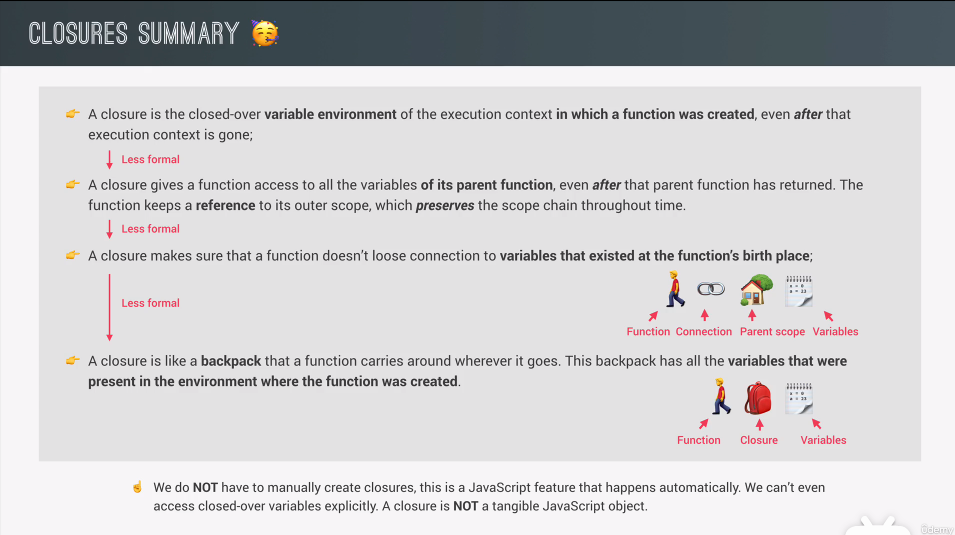 CLOSURES SUMMARY 🥳
👉 A closure is the closed-over variable environment of the execution context in which a function was created, even after that
execution context is gone;
Less formal
👉 A closure gives a function access to all the variables of its parent function, even after that parent function has returned. The
function keeps a reference to its outer scope, which preserves the scope chain throughout time.
Less formal
👉 A closure makes sure that a function doesn't loose connection to variables that existed at the function's birth place;
Less formal
Function Connection Parent scope Variables
👉 A closure is like a backpack that a function carries around wherever it goes. This backpack has all the variables that were
present in the environment where the function was created.
Function Closure Variables
☝️ We do NOT have to manually create closures, this is a JavaScript feature that happens automatically. We can't even
access closed-over variables explicitly. A closure is NOT a tangible JavaScript object.
Udemy